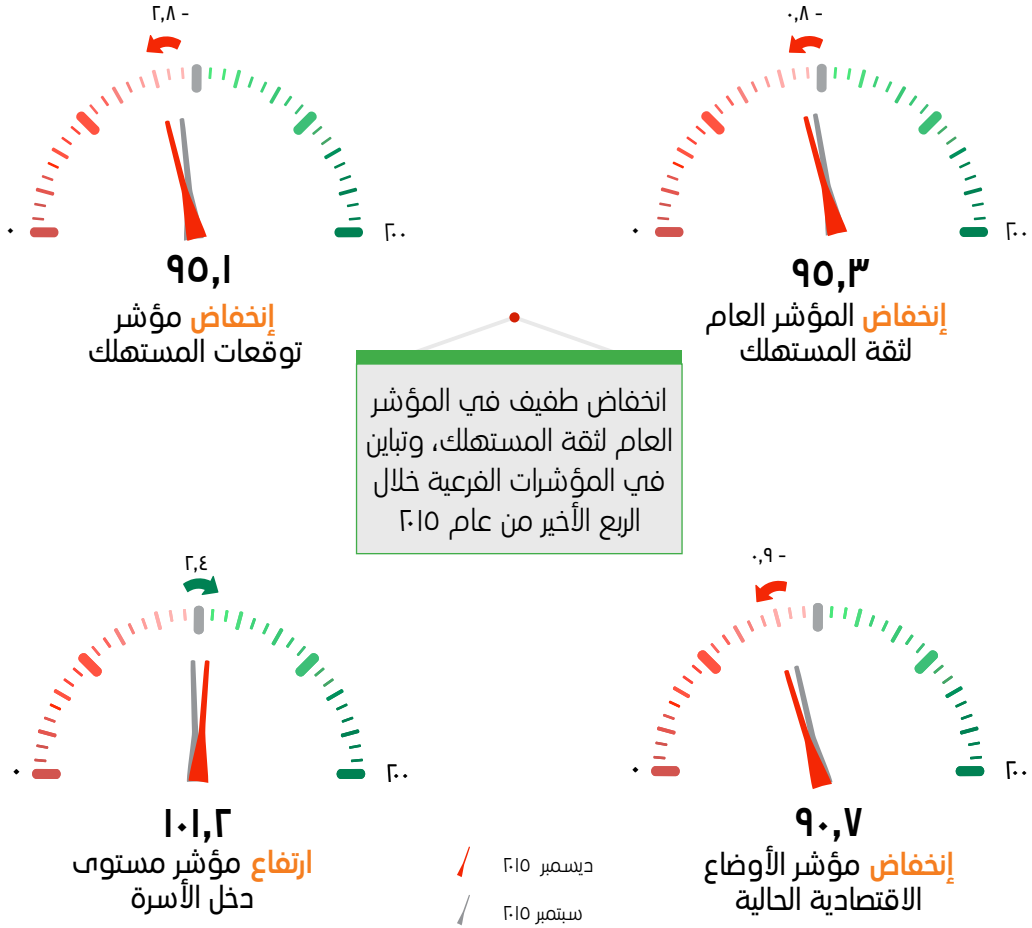 - ٠,٨
٠
٢٠٠
٩٥,٣
إنخفاض المؤشر العام
لثقة المستهلك
- ٢,٨
٠
٢٠٠
٩٥,١
إنخفاض مؤشر
توقعات المستهلك
انخفاض طفيف في المؤشر
العام لثقة المستهلك، وتباين
في المؤشرات الفرعية خلال
الربع الأخير من عام ٢٠١٥
- ٠,٩
٠
٢٠٠
٩٠,٧
إنخفاض مؤشر الأوضاع
الاقتصادية الحالية
٢,٤
٠
٢٠٠
١٠١,٢
ارتفاع مؤشر مستوى
دخل الأسرة
ديسمبر ٢٠١٥
سبتمبر ٢٠١٥